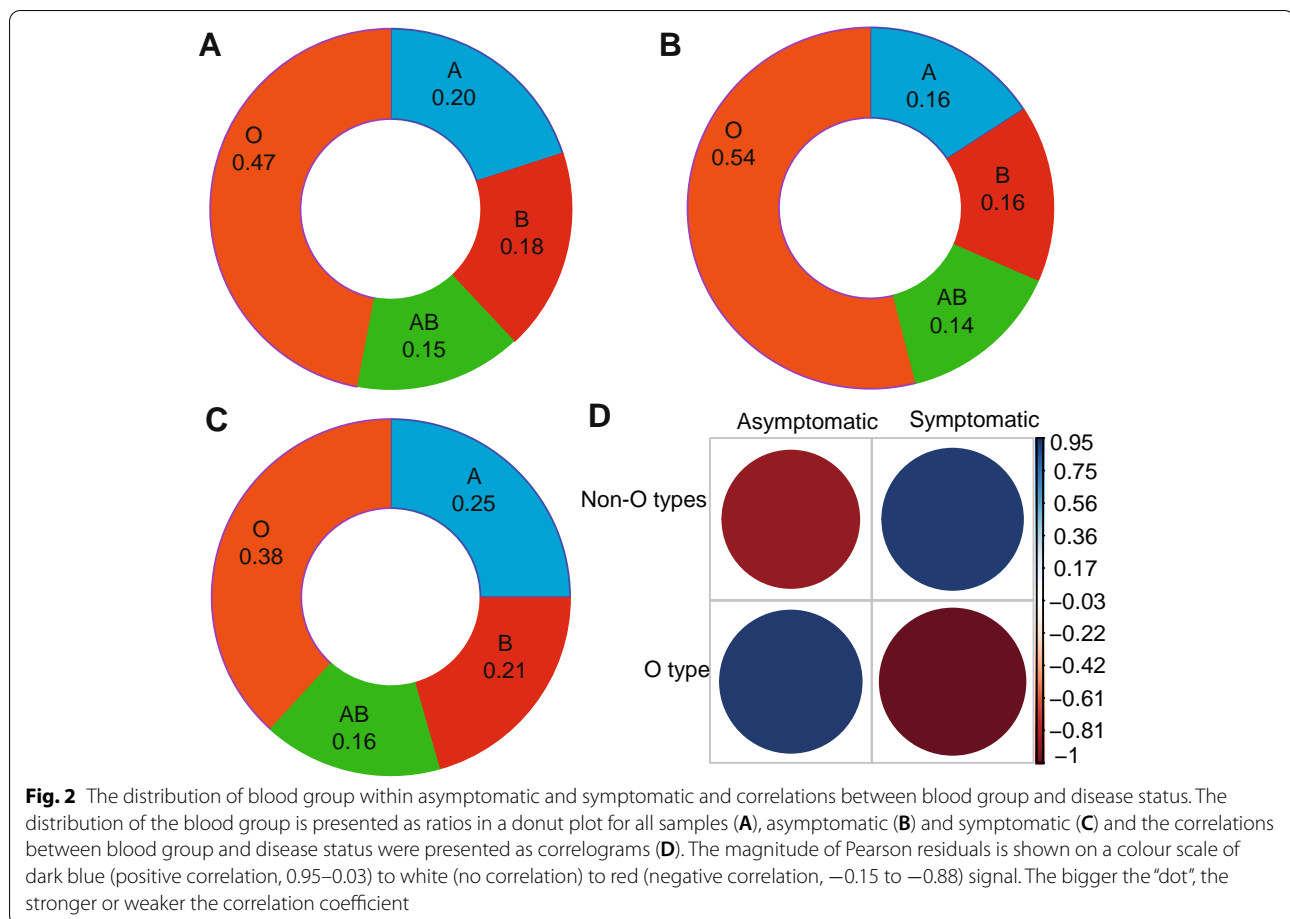 A
A
0.20
O
0.47
B
0.18
AB
0.15
B
A
0.16
O
0.54
B
0.16
AB
0.14
C
A
0.25
O
0.38
B
0.21
AB
0.16
D
Asymptomatic Symptomatic
Non-O types
O type
0.95
0.75
0.56
0.36
0.17
−0.03
−0.22
−0.42
−0.61
−0.81
−1
Fig. 2 The distribution of blood group within asymptomatic and symptomatic and correlations between blood group and disease status. The
distribution of the blood group is presented as ratios in a donut plot for all samples (A), asymptomatic (B) and symptomatic (C) and the correlations
between blood group and disease status were presented as correlograms (D). The magnitude of Pearson residuals is shown on a colour scale of
dark blue (positive correlation, 0.95–0.03) to white (no correlation) to red (negative correlation, −0.15 to −0.88) signal. The bigger the “dot”, the
stronger or weaker the correlation coefficient